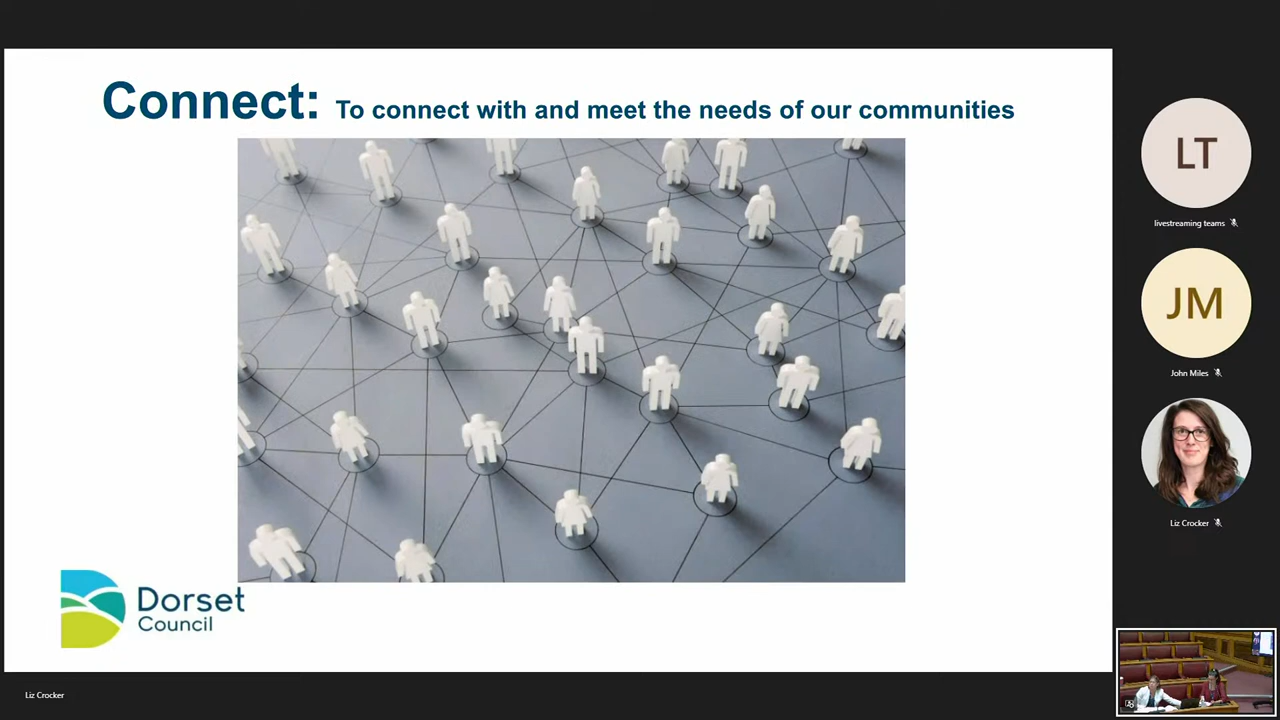 Connect: To connect with and meet the needs of our communities
LT
livestreaming teams
JM
John Miles
Liz Crocker
Dorset
Council
Liz Crocker